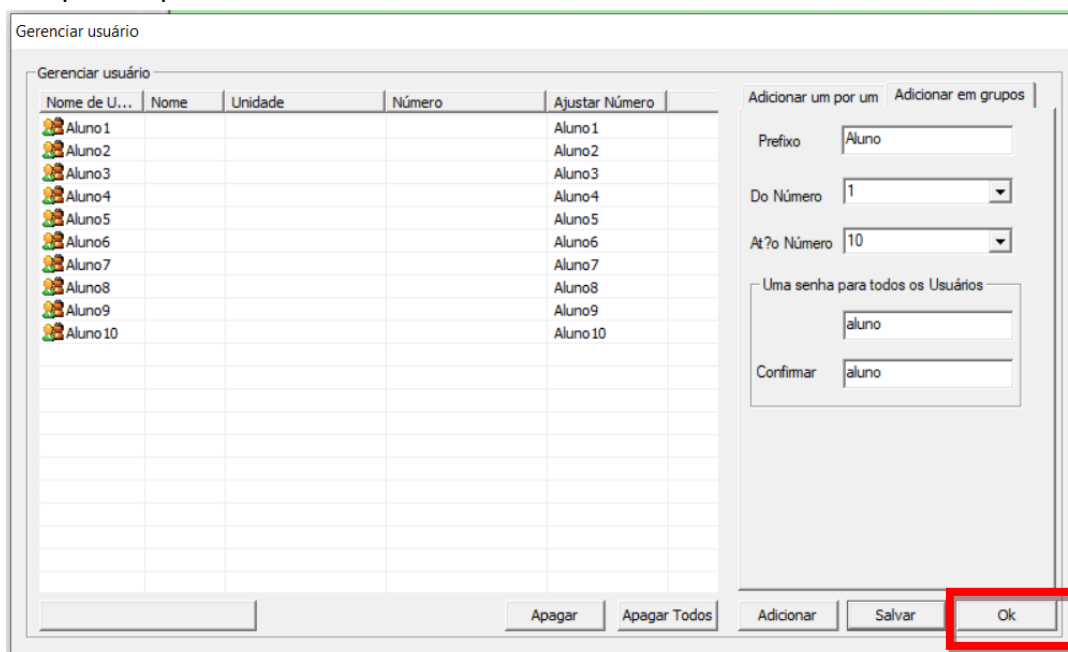 Gerenciar usuário
Gerenciar usuário
Nome de U... Nome Unidade Número Ajustar Número
Aluno1 Aluno1
Aluno2 Aluno2
Aluno3 Aluno3
Aluno4 Aluno4
Aluno5 Aluno5
Aluno6 Aluno6
Aluno7 Aluno7
Aluno8 Aluno8
Aluno9 Aluno9
Aluno10 Aluno10
Adicionar um por um Adicionar em grupos
Prefixo Aluno
Do Número 1
At?o Número 10
Uma senha para todos os Usuários
aluno
Confirmar aluno
Apagar Apagar Todos Adicionar Salvar Ok